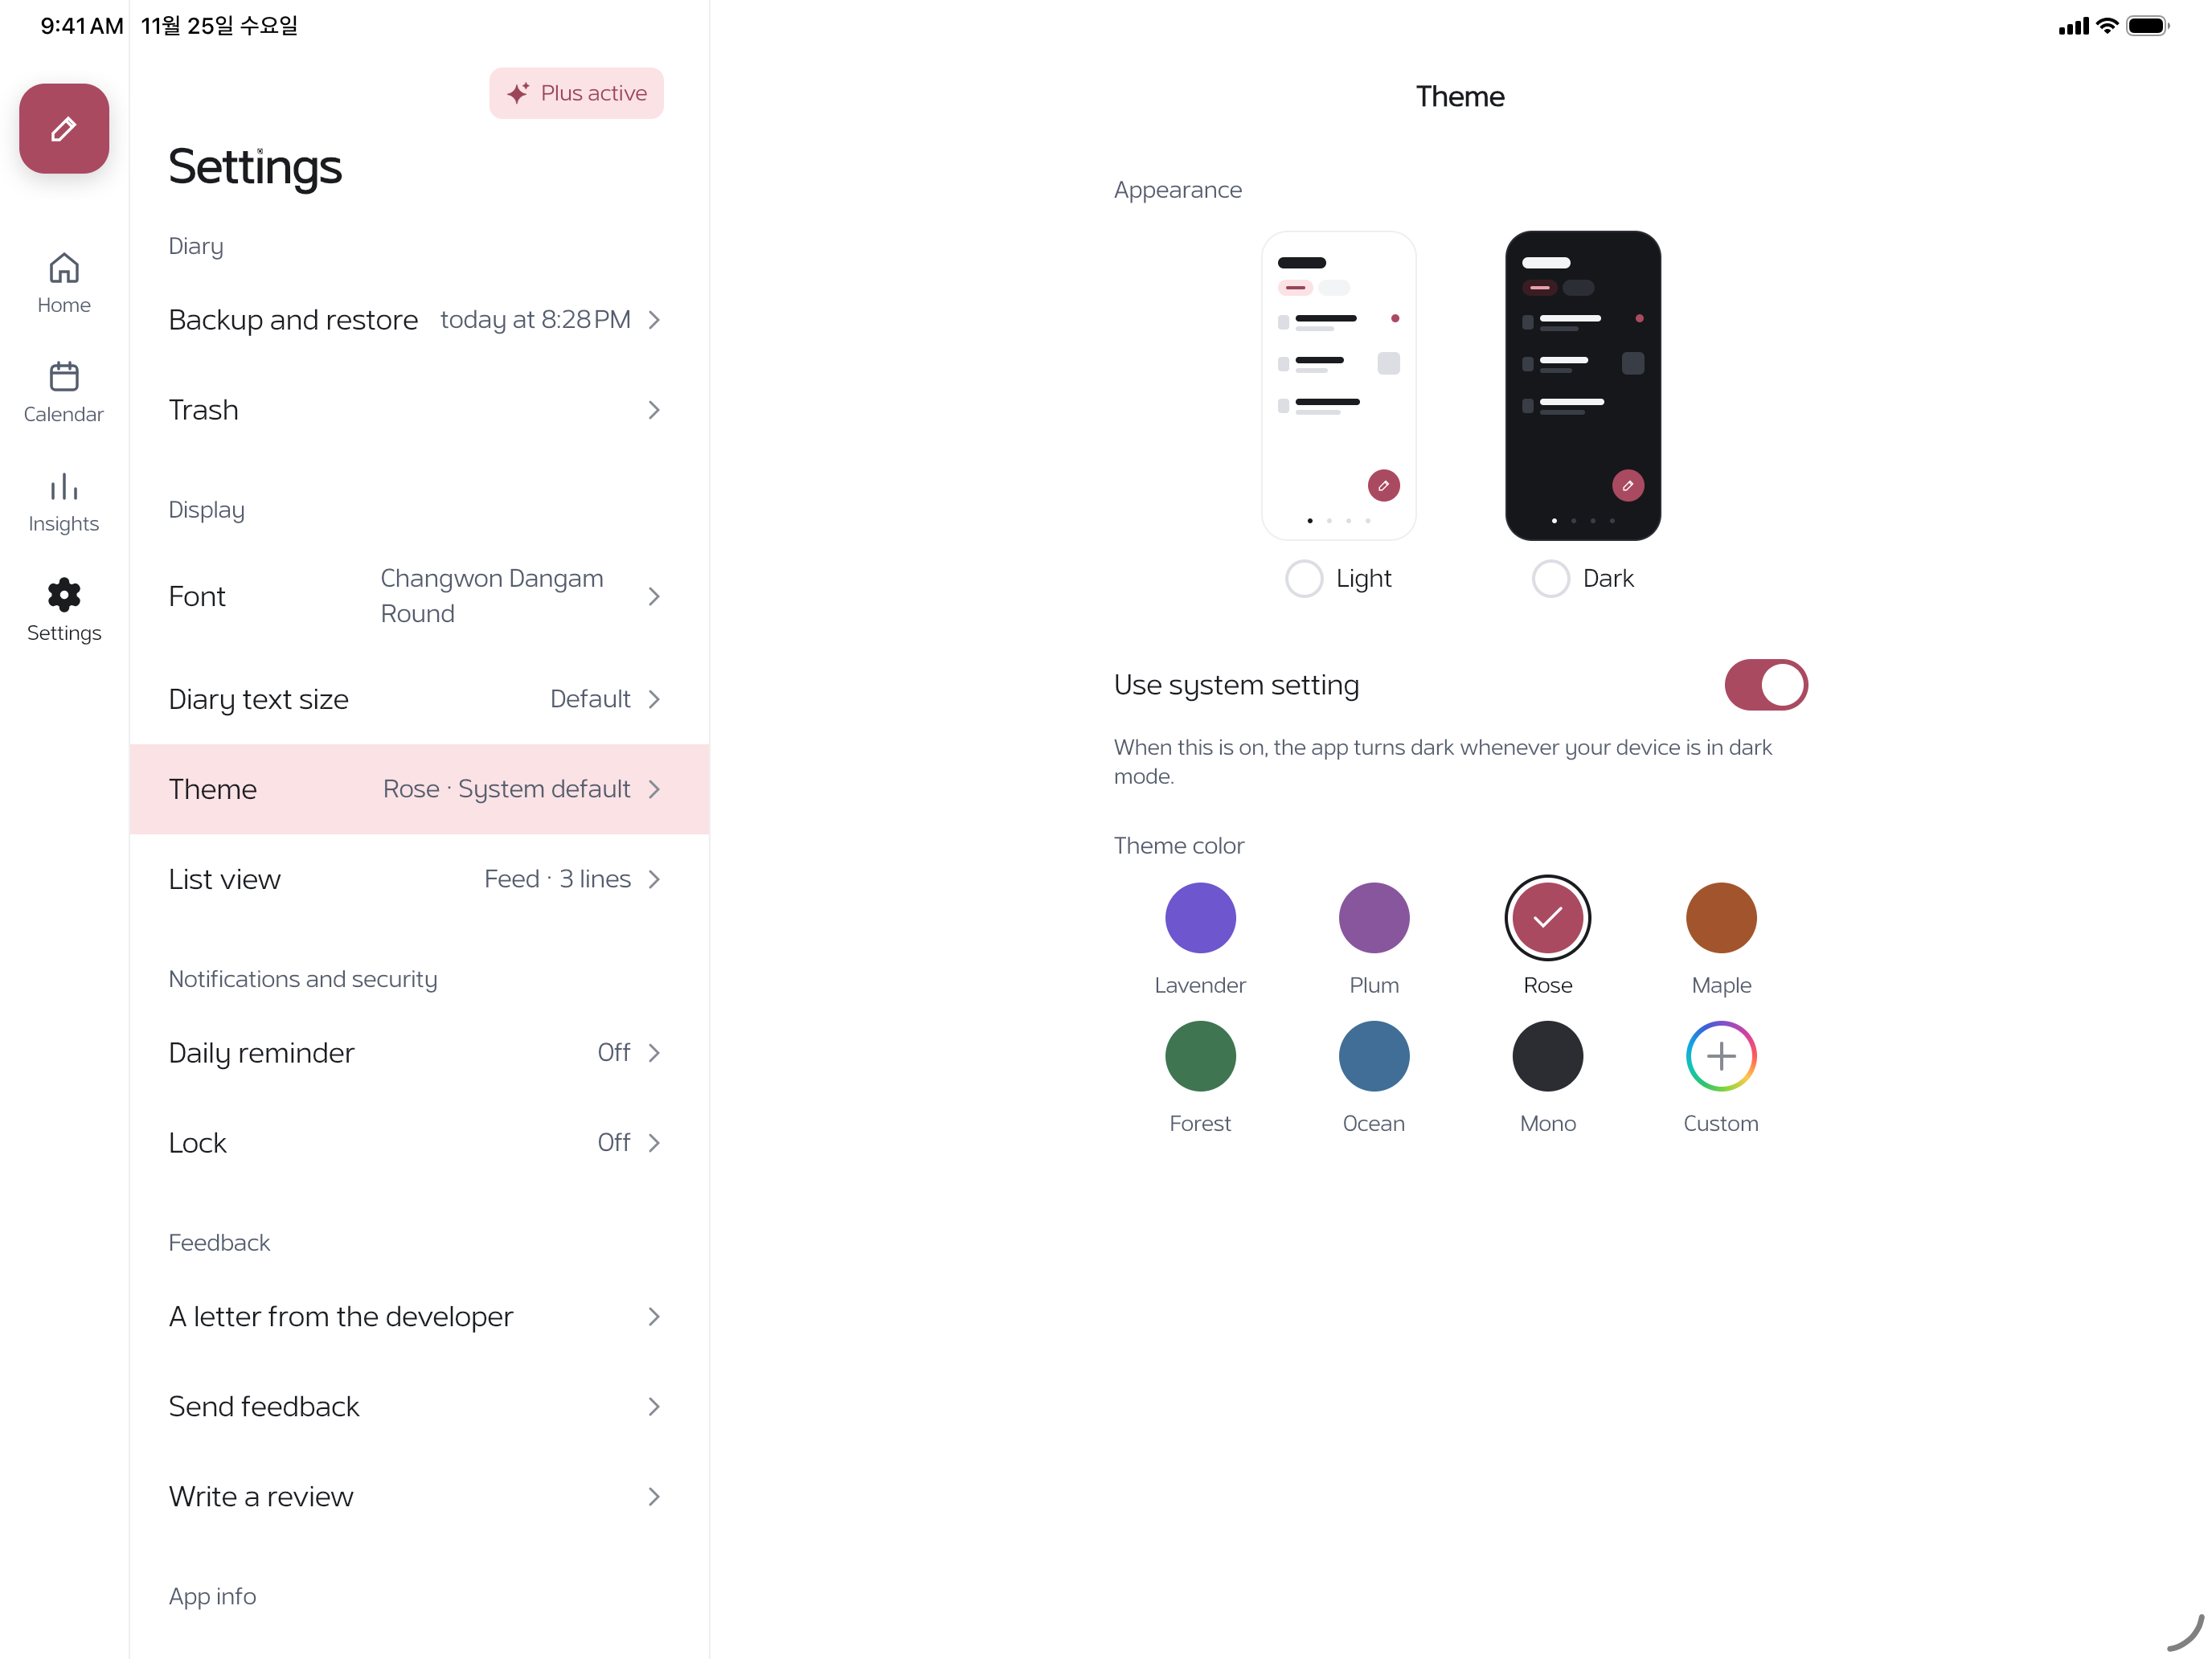 9:41 AM 11월 25일 수요일
Plus active
Settings
Home
Calendar
Insights
Settings
Diary
Backup and restore today at 8:28 PM
Trash
Display
Font Changwon Dangam
Round
Diary text size Default
Theme Rose · System default
List view Feed · 3 lines
Notifications and security
Daily reminder Off
Lock Off
Feedback
A letter from the developer
Send feedback
Write a review
App info
Theme
Appearance
Light Dark
Use system setting
When this is on, the app turns dark whenever your device is in dark
mode.
Theme color
Lavender Plum Rose Maple
Forest Ocean Mono Custom